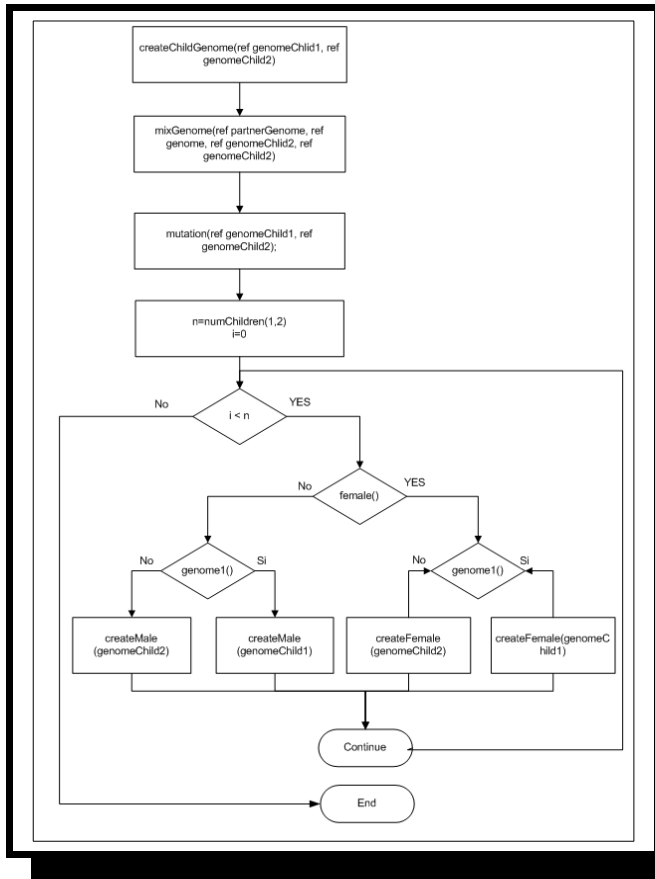 createChildGenome(ref genomeChlid1, ref
genomeChild2)
mixGenome(ref partnerGenome, ref
genome, ref genomeChlid2, ref
genomeChild2)
mutation(ref genomeChild1, ref
genomeChild2);
n=numChildren(1,2)
i=0
No
i < n
YES
No
female()
YES
No
genome1()
Si
No
genome1()
Si
createMale
(genomeChild2)
createMale
(genomeChild1)
createFemale
(genomeChild2)
createFemale(genomeC
hild1)
Continue
End